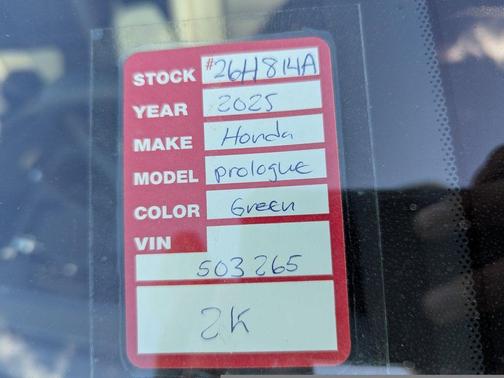 STOCK #26H814A
YEAR 2025
MAKE Honda
MODEL prologue
COLOR Green
VIN
503265
2K